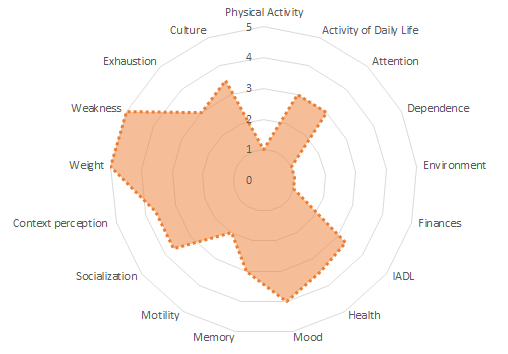 Physical Activity
Activity of Daily Life
Attention
Dependence
Environment
Finances
IADL
Health
Mood
Memory
Motility
Socialization
Context perception
Weight
Weakness
Exhaustion
Culture
5
4
3
2
1
0